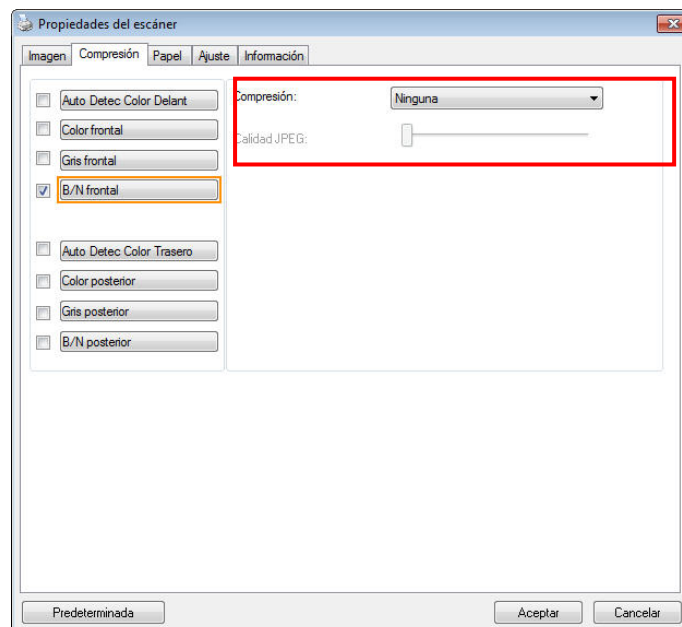 Propiedades del escáner
Imagen Compresión Papel Ajuste Información
Auto Detec Color Delant
Compresión: Ninguna
Color frontal
Calidad JPEG:
Gris frontal
B/N frontal
Auto Detec Color Trasero
Color posterior
Gris posterior
B/N posterior
Predeterminada Aceptar Cancelar